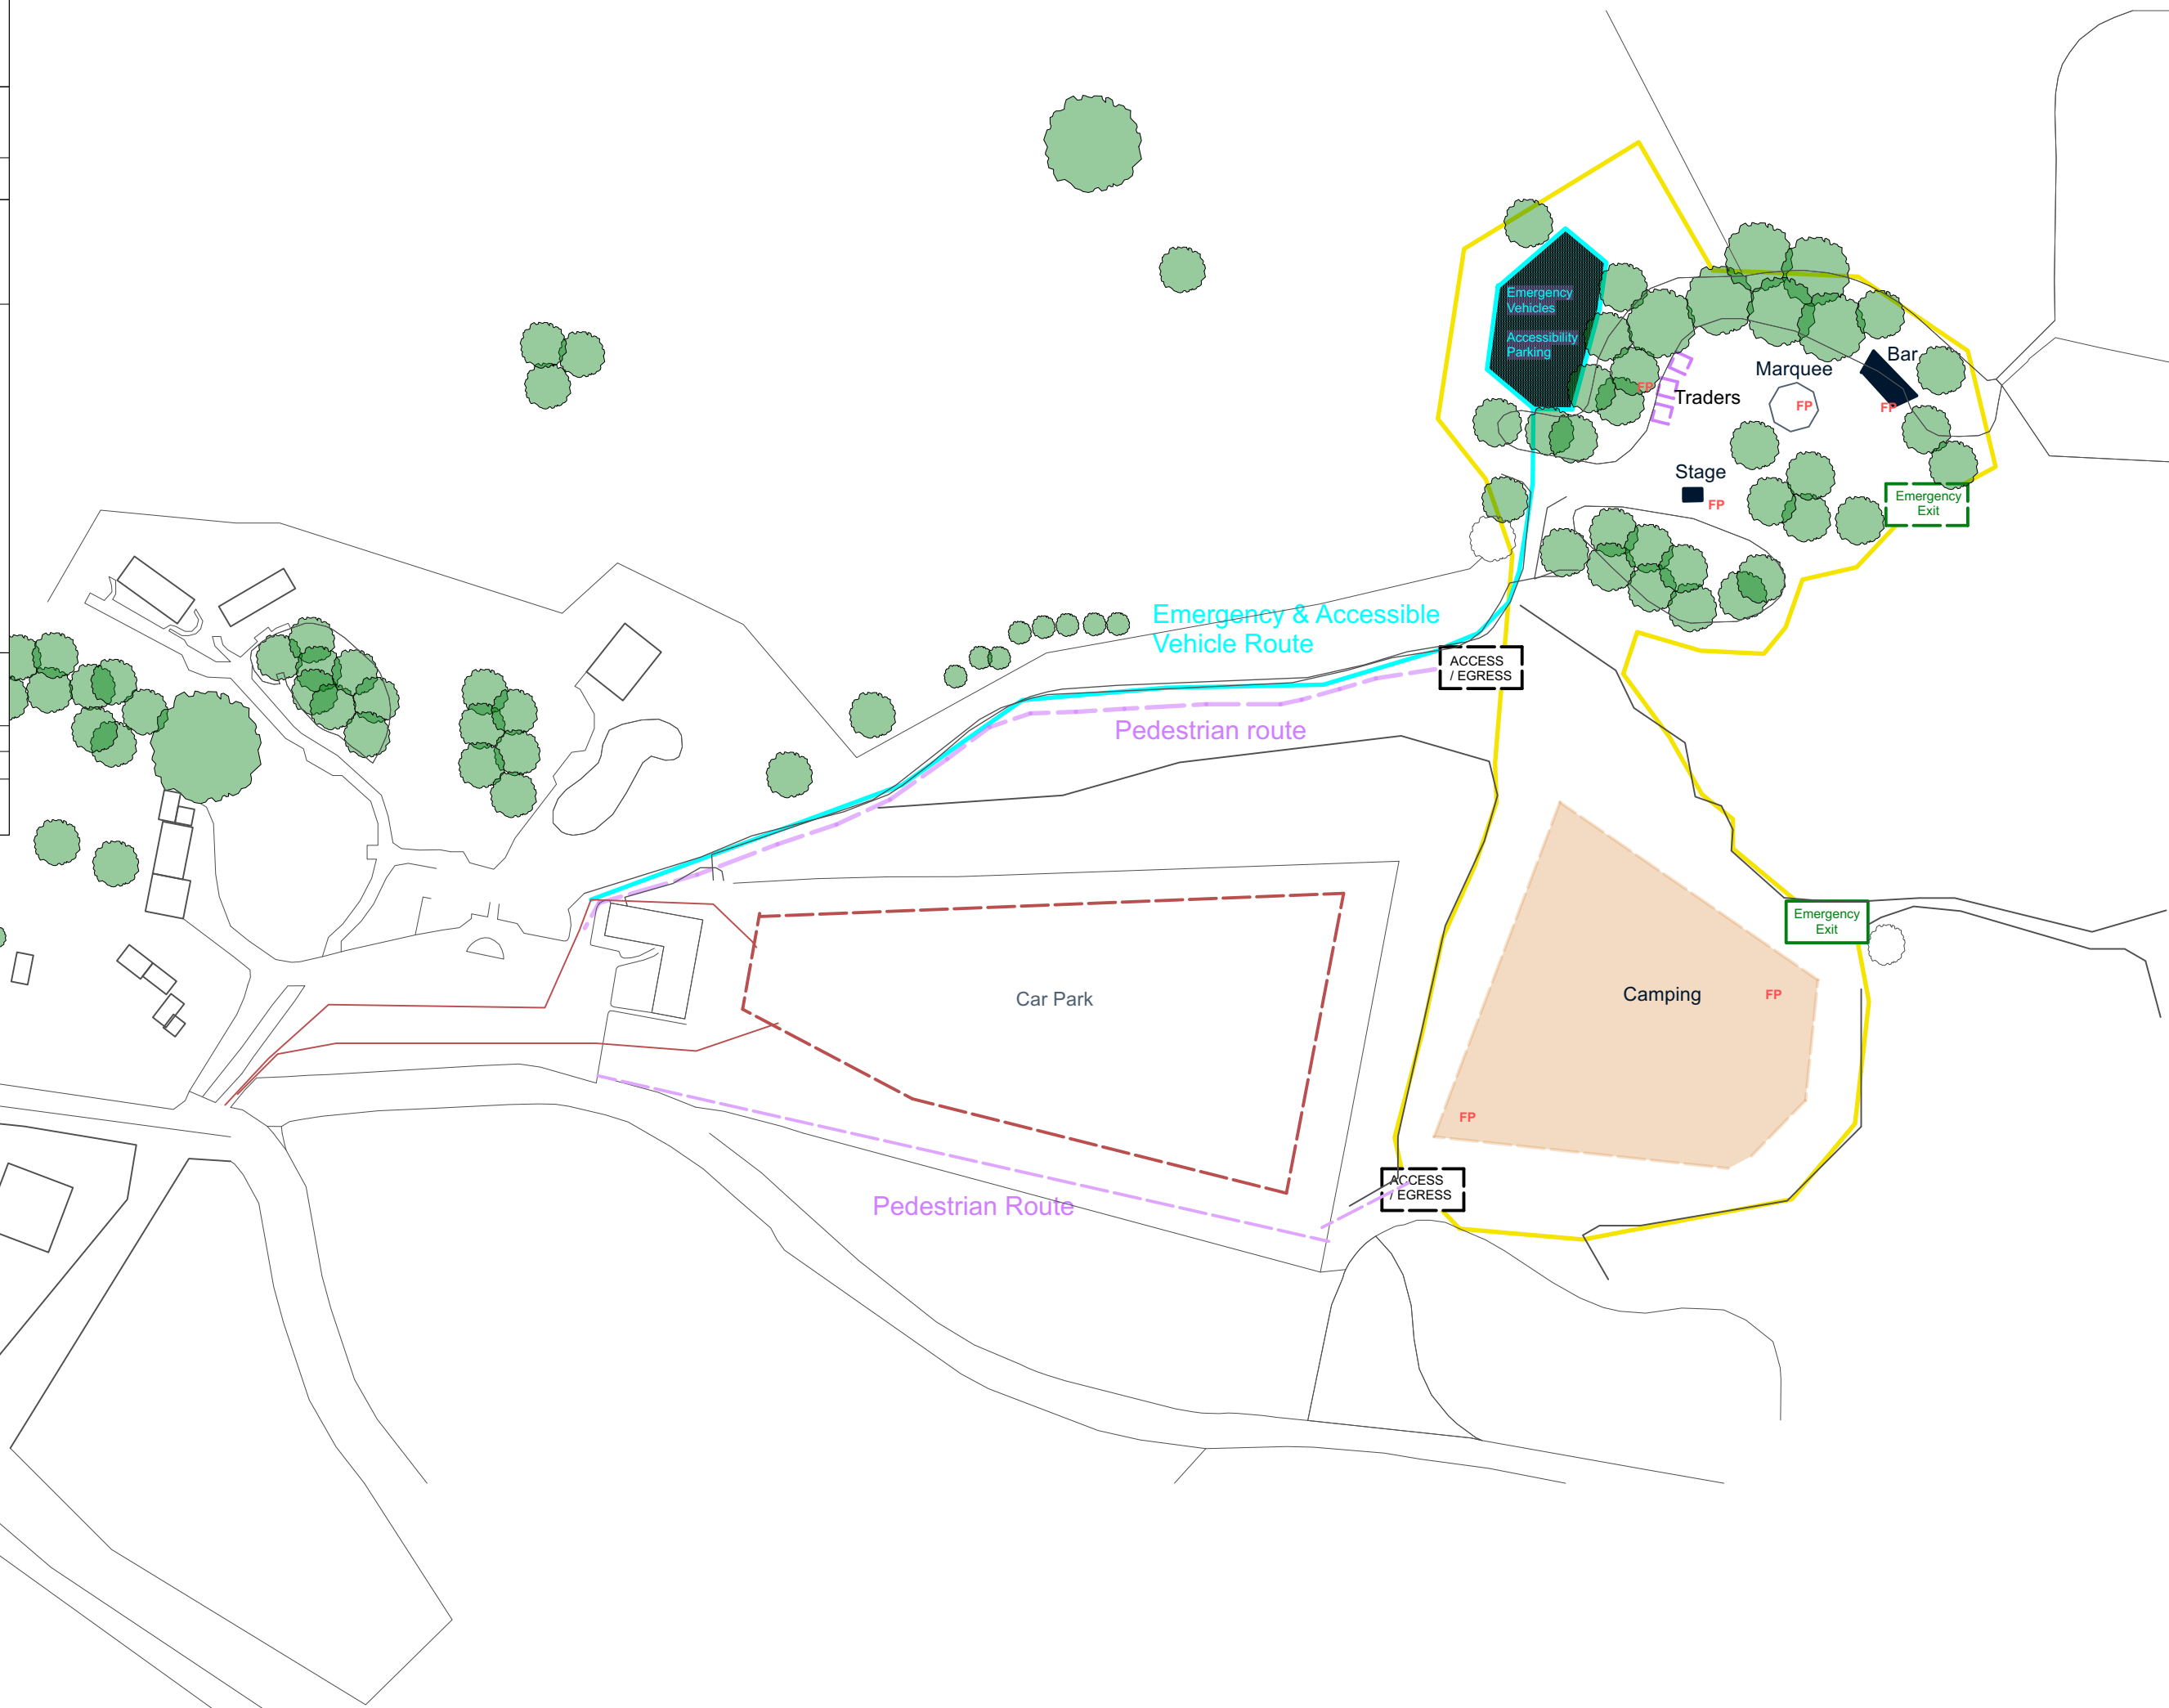 Emergency
Vehicles
Accessibility
Parking
Bar
Marquee
FP
Traders
FP
FP
Stage
FP
Emergency
Exit
Emergency & Accessible
Vehicle Route
ACCESS
/ EGRESS
Pedestrian route
Emergency
Exit
Car Park
Camping
FP
FP
ACCESS
/ EGRESS
Pedestrian Route